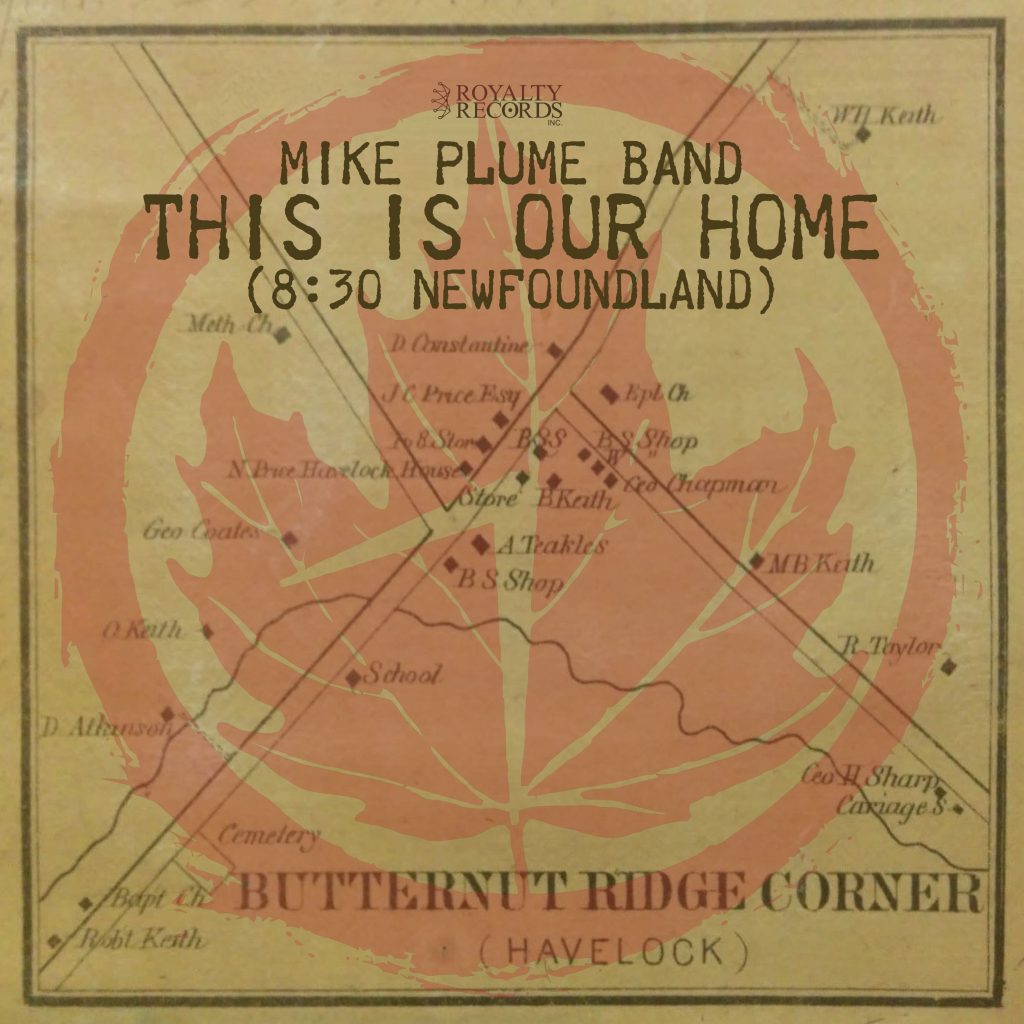 ROYALTY
RECORDS
INC.
MIKE PLUME BAND
THIS IS OUR HOME
(8:30 NEWFOUNDLAND)
WH Keith
Meth Ch
D. Constantine
J C Price Esq
Epl Ch
B.S.S
B.S. Shop
N. Price Havelock House
Store
B Keith
Geo Chapman
Geo Coates
A Teakles
B S Shop
M B Keith
O. Keith
R. Taylor
School
D. Atkinson
Geo H Sharp
Cariage S
Cemetery
Bapt Ch
BUTTERNUT RIDGE CORNER
Robt Keith
(HAVELOCK)